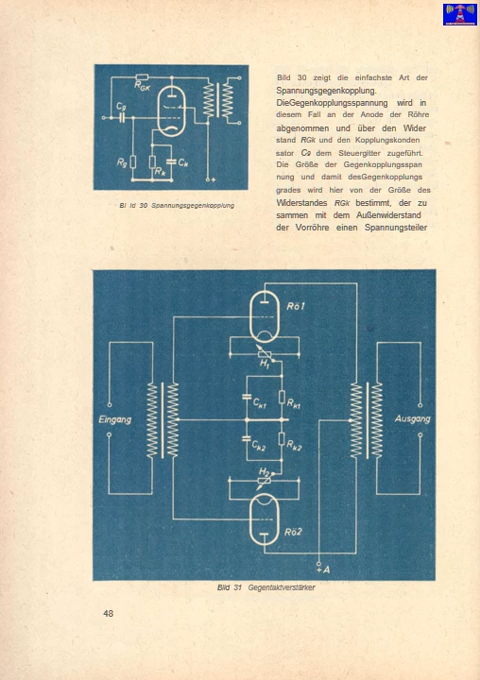 RGK
Cg
Rg
Rk
Ck
+
Bi ld 30 Spannungsgegenkopplung
Bild 30 zeigt die einfachste Art der
Spannungsgegenkopplung.
DieGegenkopplungsspannung wird in
diesem Fall an der Anode der Röhre
abgenommen und über den Wider
stand RGk und den Kopplungskonden
sator Cg dem Steuergitter zugeführt.
Die Größe der Gegenkopplungsspan
nung und damit desGegenkopplungs
grades wird hier von der Größe des
Widerstandes RGk bestimmt, der zu
sammen mit dem Außenwiderstand
der Vorröhre einen Spannungsteiler
Rö1
H1
Ck1
Rk1
Eingang
Ausgang
Ck2
Rk2
H2
Rö2
+A
Bild 31 Gegentaktverstärker
48